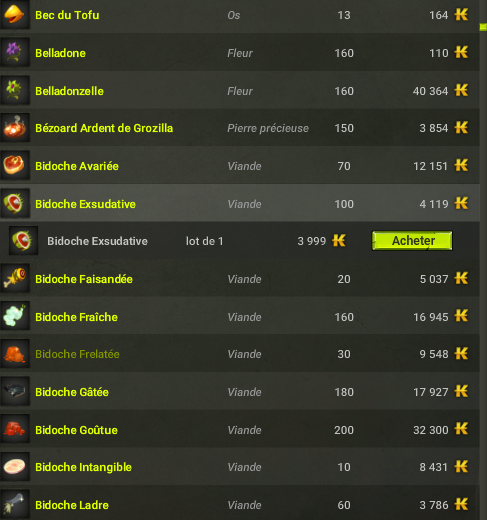 Bec du Tofu Os 13 164
Belladone Fleur 160 110
Belladonzelle Fleur 160 40 364
Bézoard Ardent de Grozilla Pierre précieuse 150 3 854
Bidoche Avariée Viande 70 12 151
Bidoche Exsudative Viande 100 4 119
Bidoche Exsudative lot de 1 3 999 Acheter
Bidoche Faisandée Viande 20 5 037
Bidoche Fraîche Viande 160 16 945
Bidoche Frelatée Viande 30 9 548
Bidoche Gâtée Viande 180 17 927
Bidoche Goûtue Viande 200 32 300
Bidoche Intangible Viande 10 8 431
Bidoche Ladre Viande 60 3 786